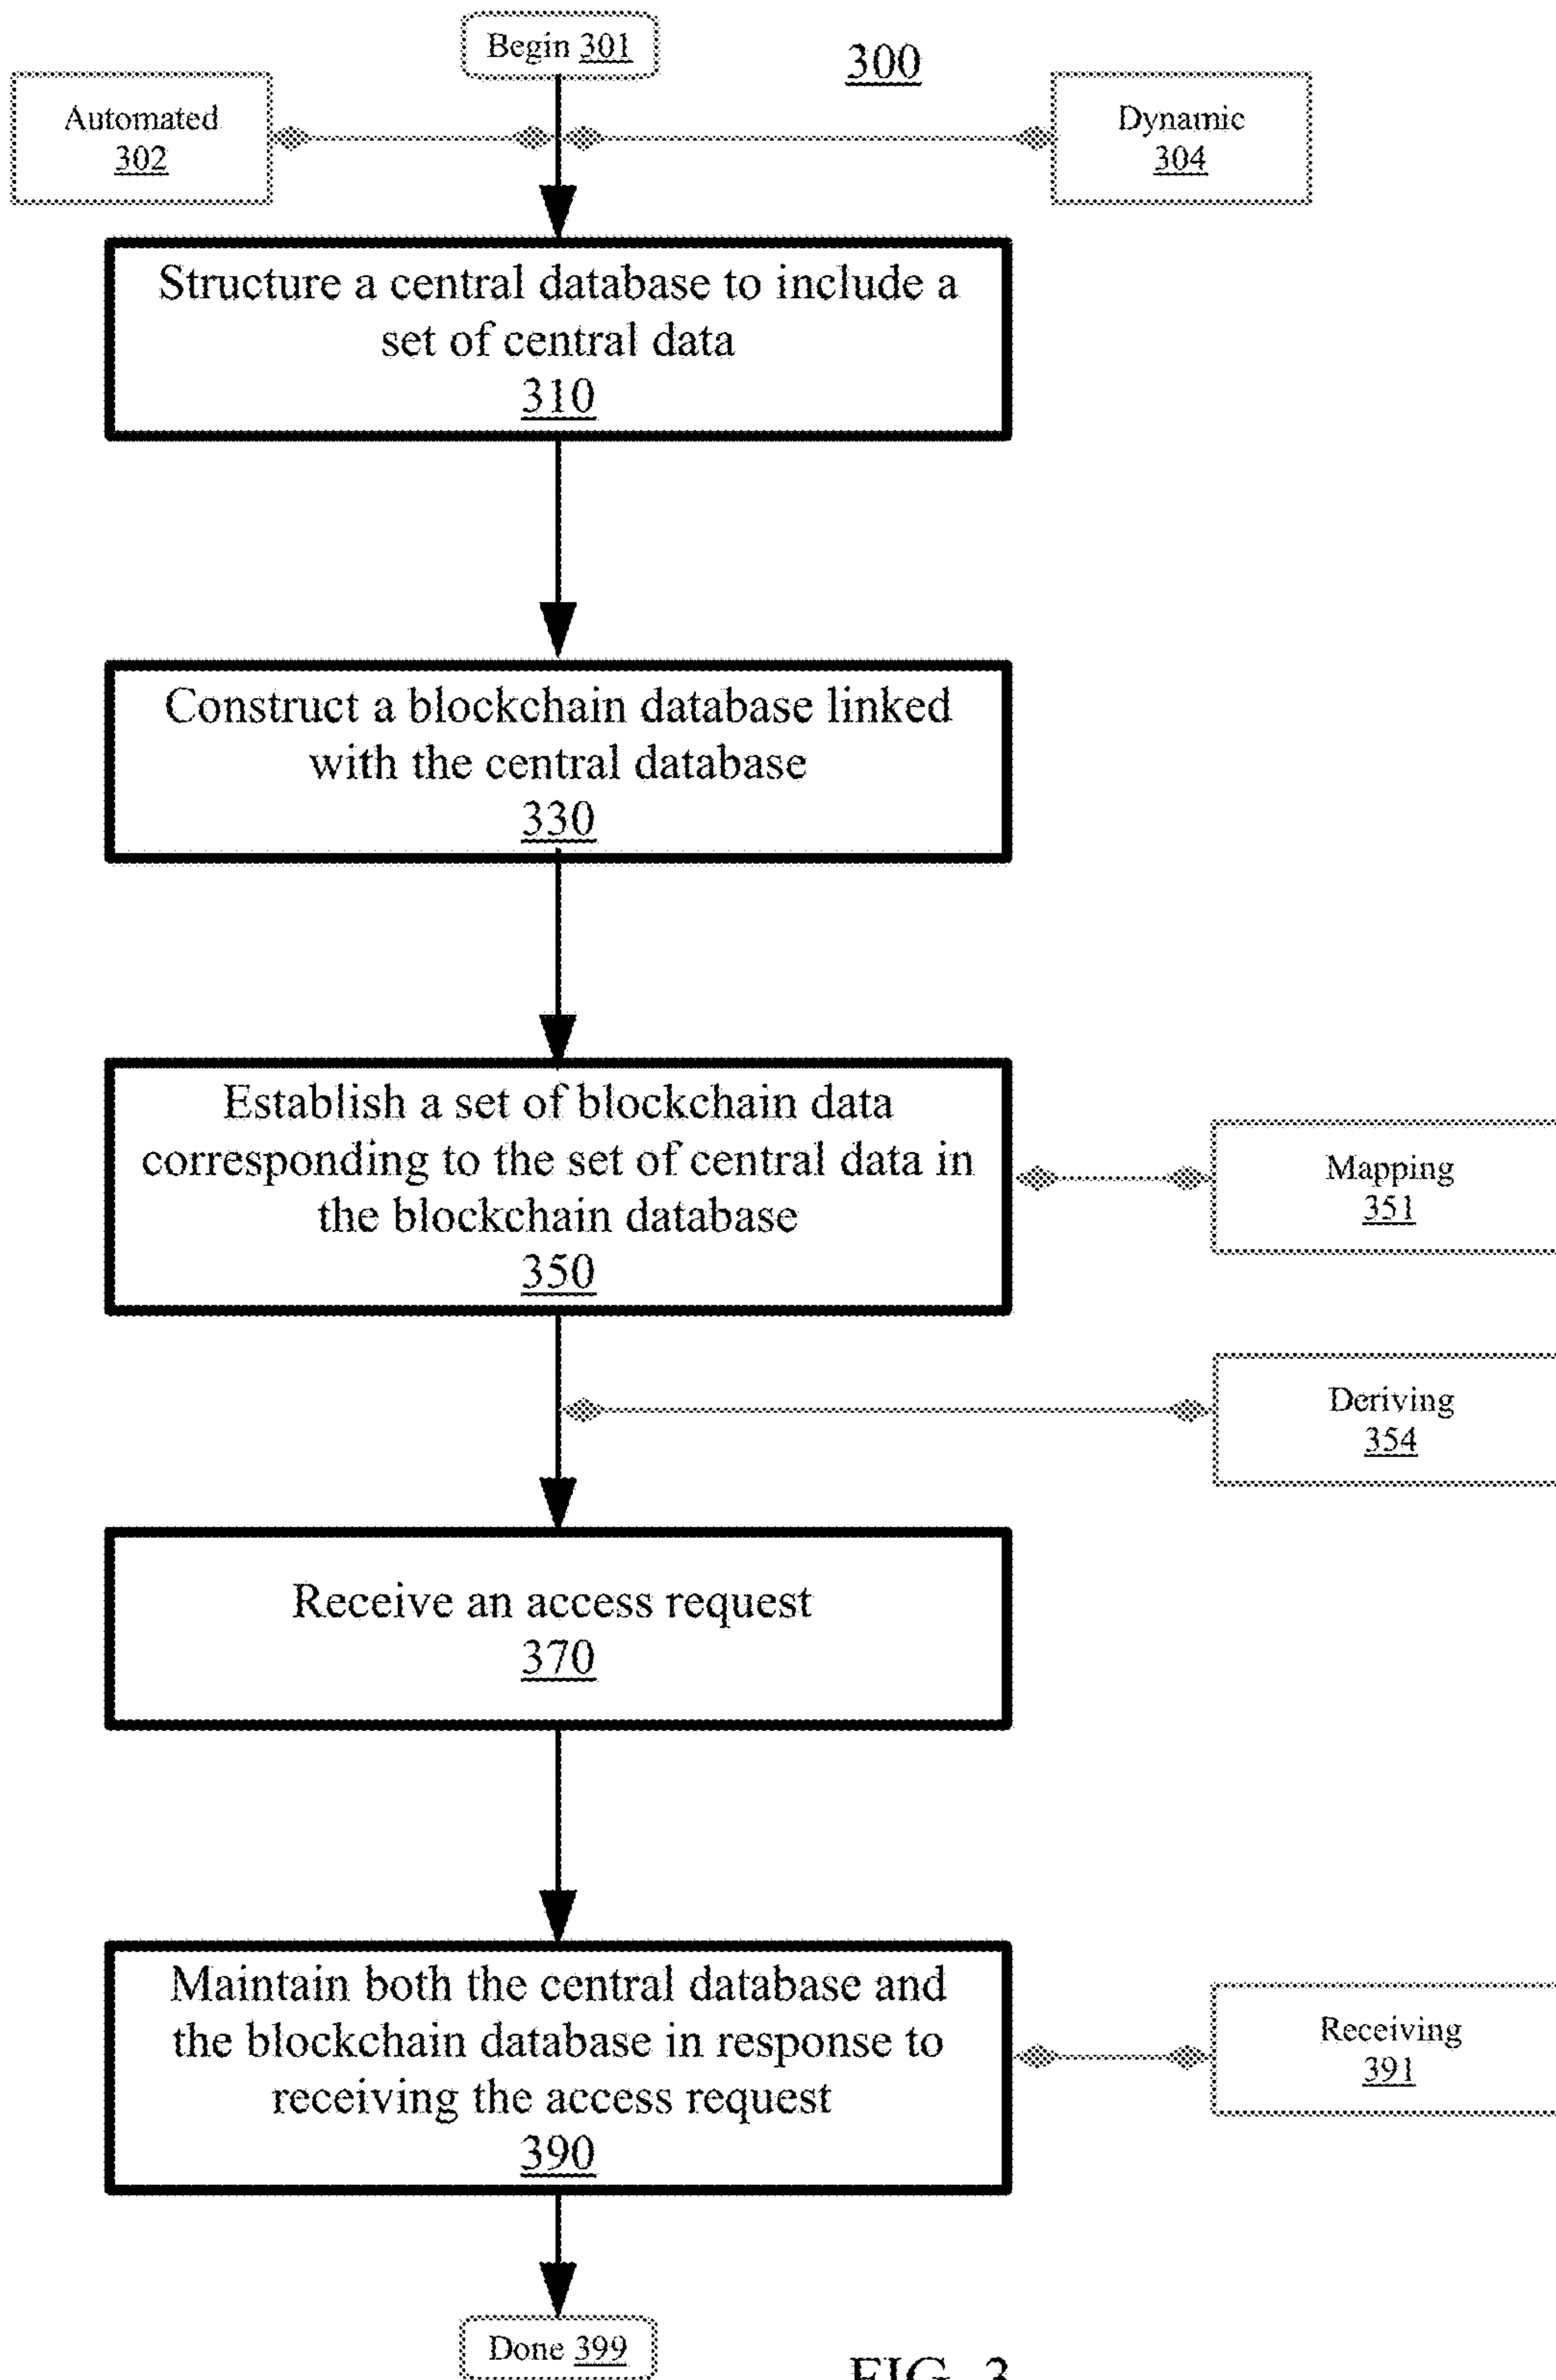 Begin 301
300
Automated
302
Dynamic
304
Structure a central database to include a
set of central data
310
Construct a blockchain database linked
with the central database
330
Establish a set of blockchain data
corresponding to the set of central data in
the blockchain database
350
Mapping
351
Deriving
354
Receive an access request
370
Maintain both the central database and
the blockchain database in response to
receiving the access request
390
Receiving
391
Done 399
FIG. 3